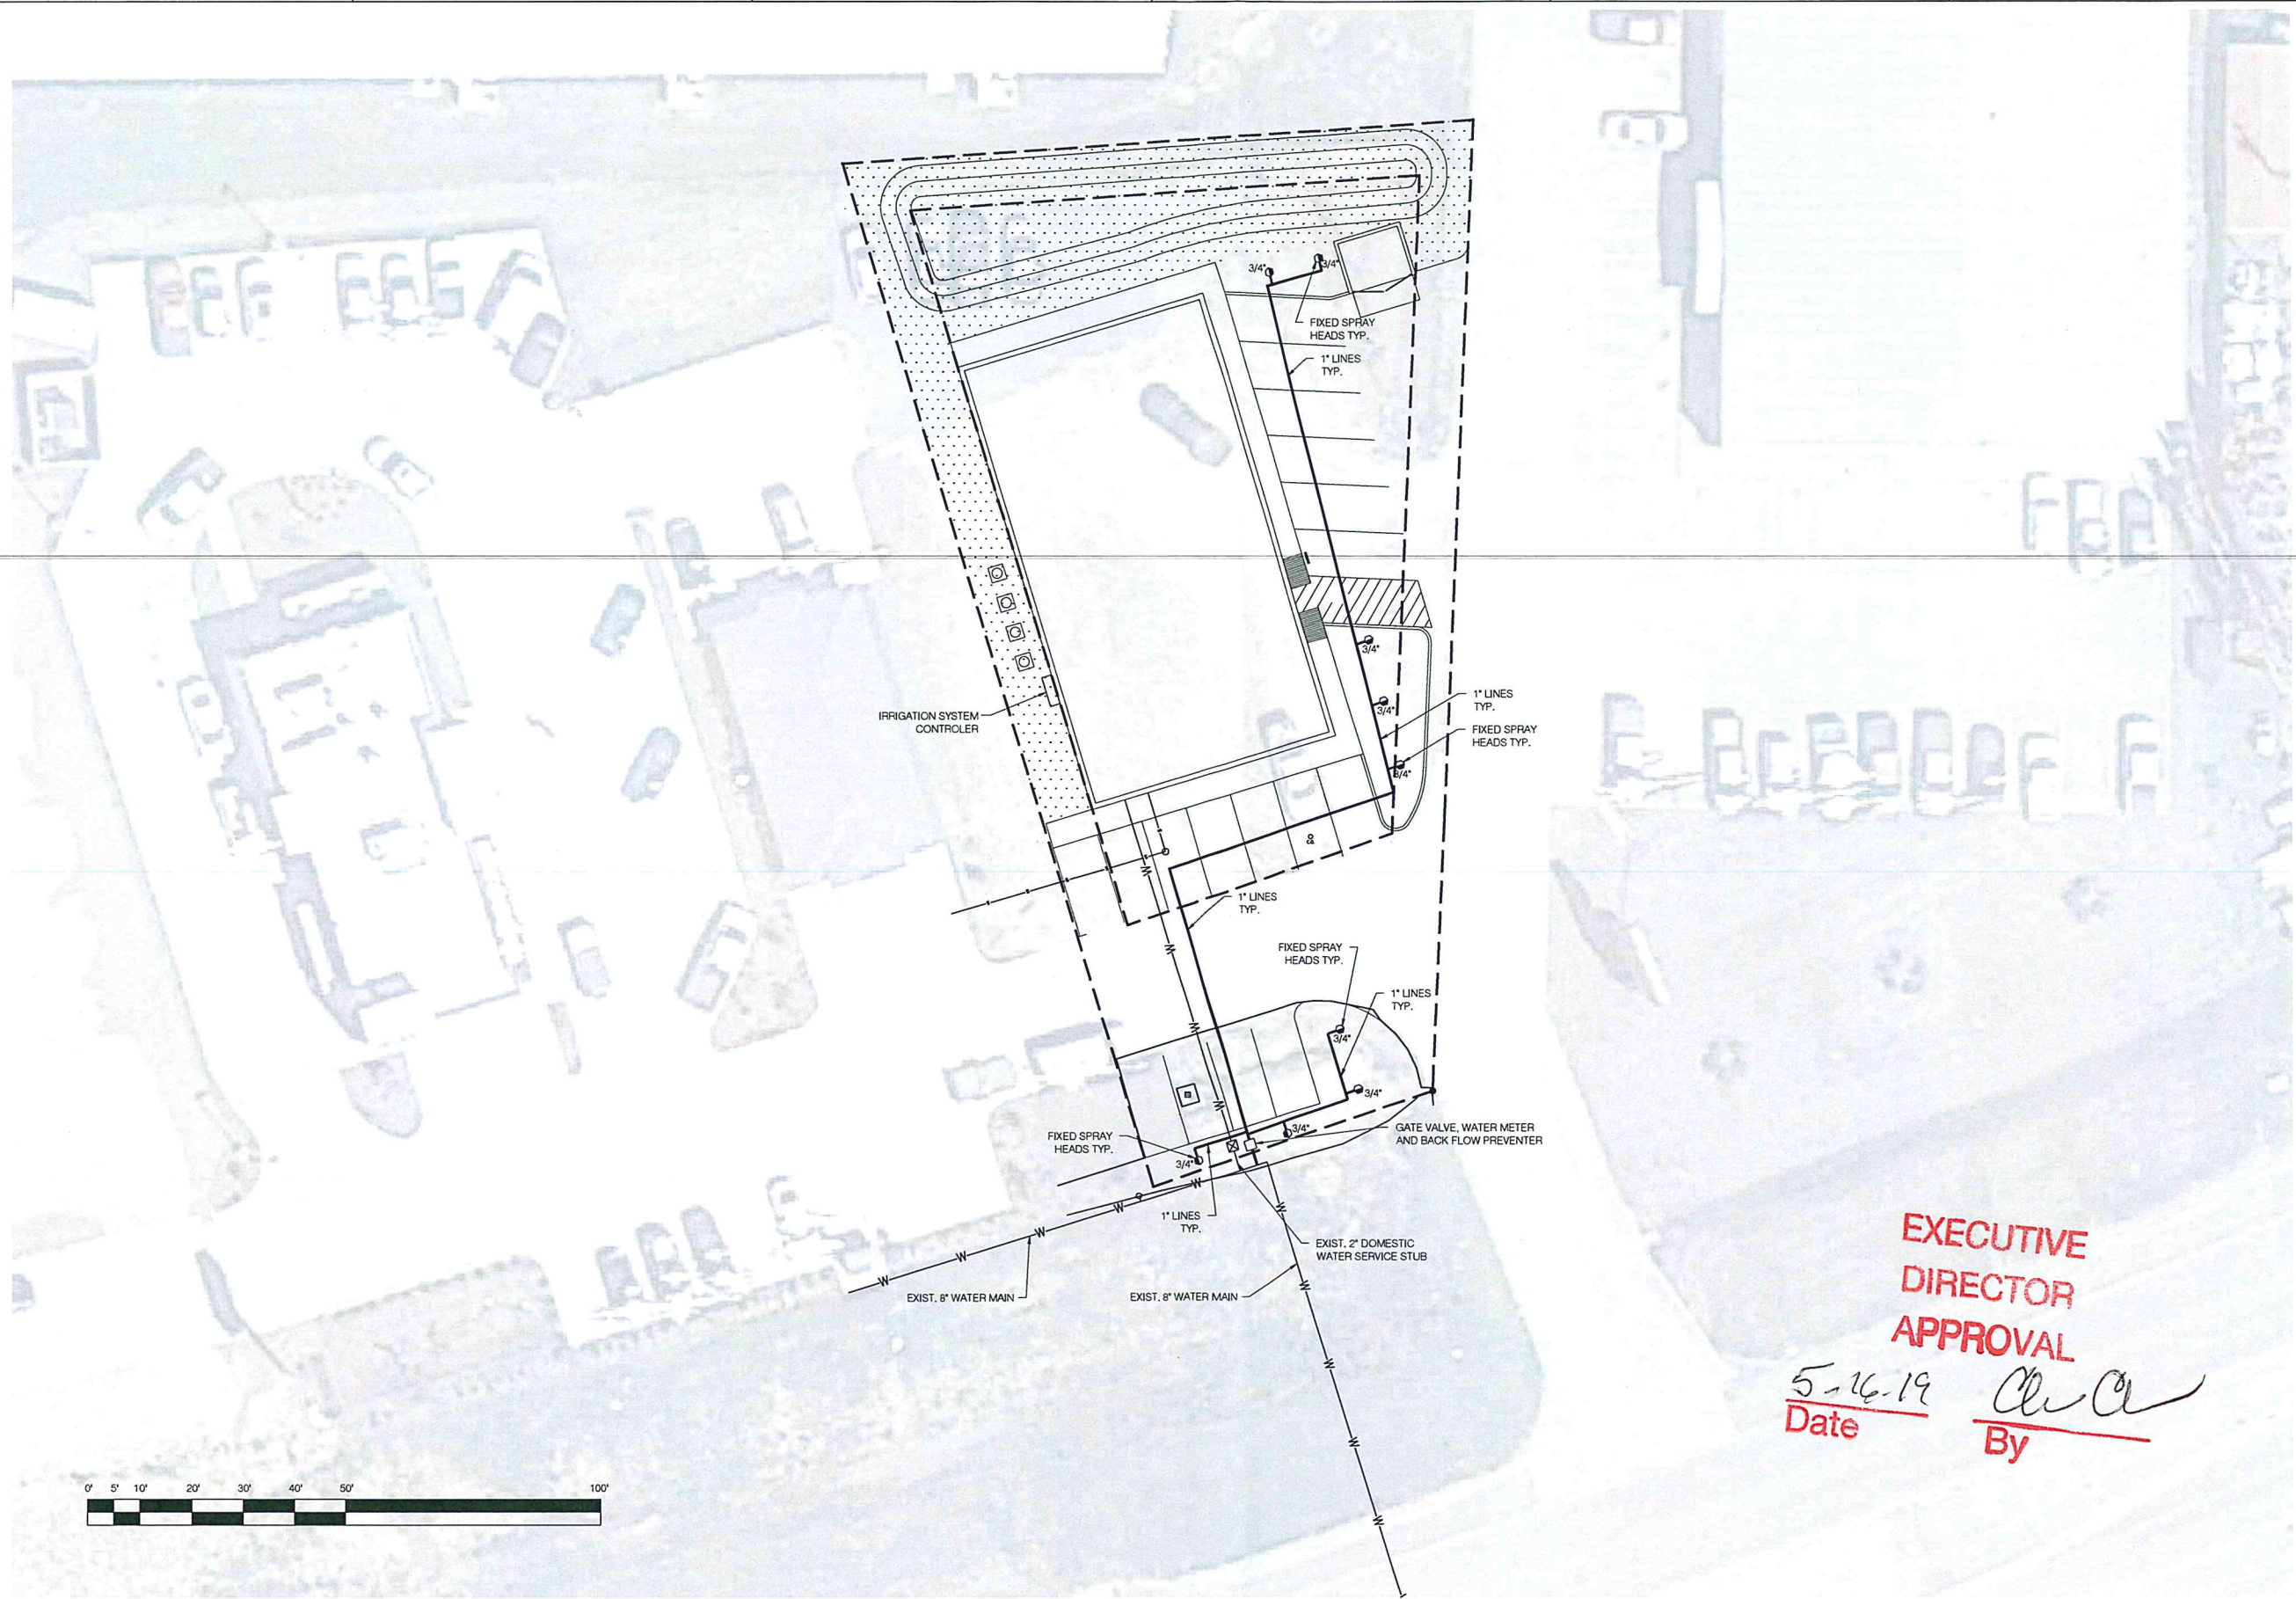 3/4"
3/4"
FIXED SPRAY
HEADS TYP.
1" LINES
TYP.
3/4"
3/4"
1" LINES
TYP.
IRRIGATION SYSTEM
CONTROLER
FIXED SPRAY
HEADS TYP.
3/4"
1" LINES
TYP.
FIXED SPRAY
HEADS TYP.
1" LINES
TYP.
3/4"
3/4"
FIXED SPRAY
HEADS TYP.
3/4"
GATE VALVE, WATER METER
AND BACK FLOW PREVENTER
3/4"
W
W
W
W
W
W
W
W
W
W
1" LINES
TYP.
EXIST. 2" DOMESTIC
WATER SERVICE STUB
EXIST. 8" WATER MAIN
EXIST. 8" WATER MAIN
W
W
W
W
EXECUTIVE
DIRECTOR
APPROVAL
5-16-19
Date
By
0' 5' 10' 20' 30' 40' 50' 100'